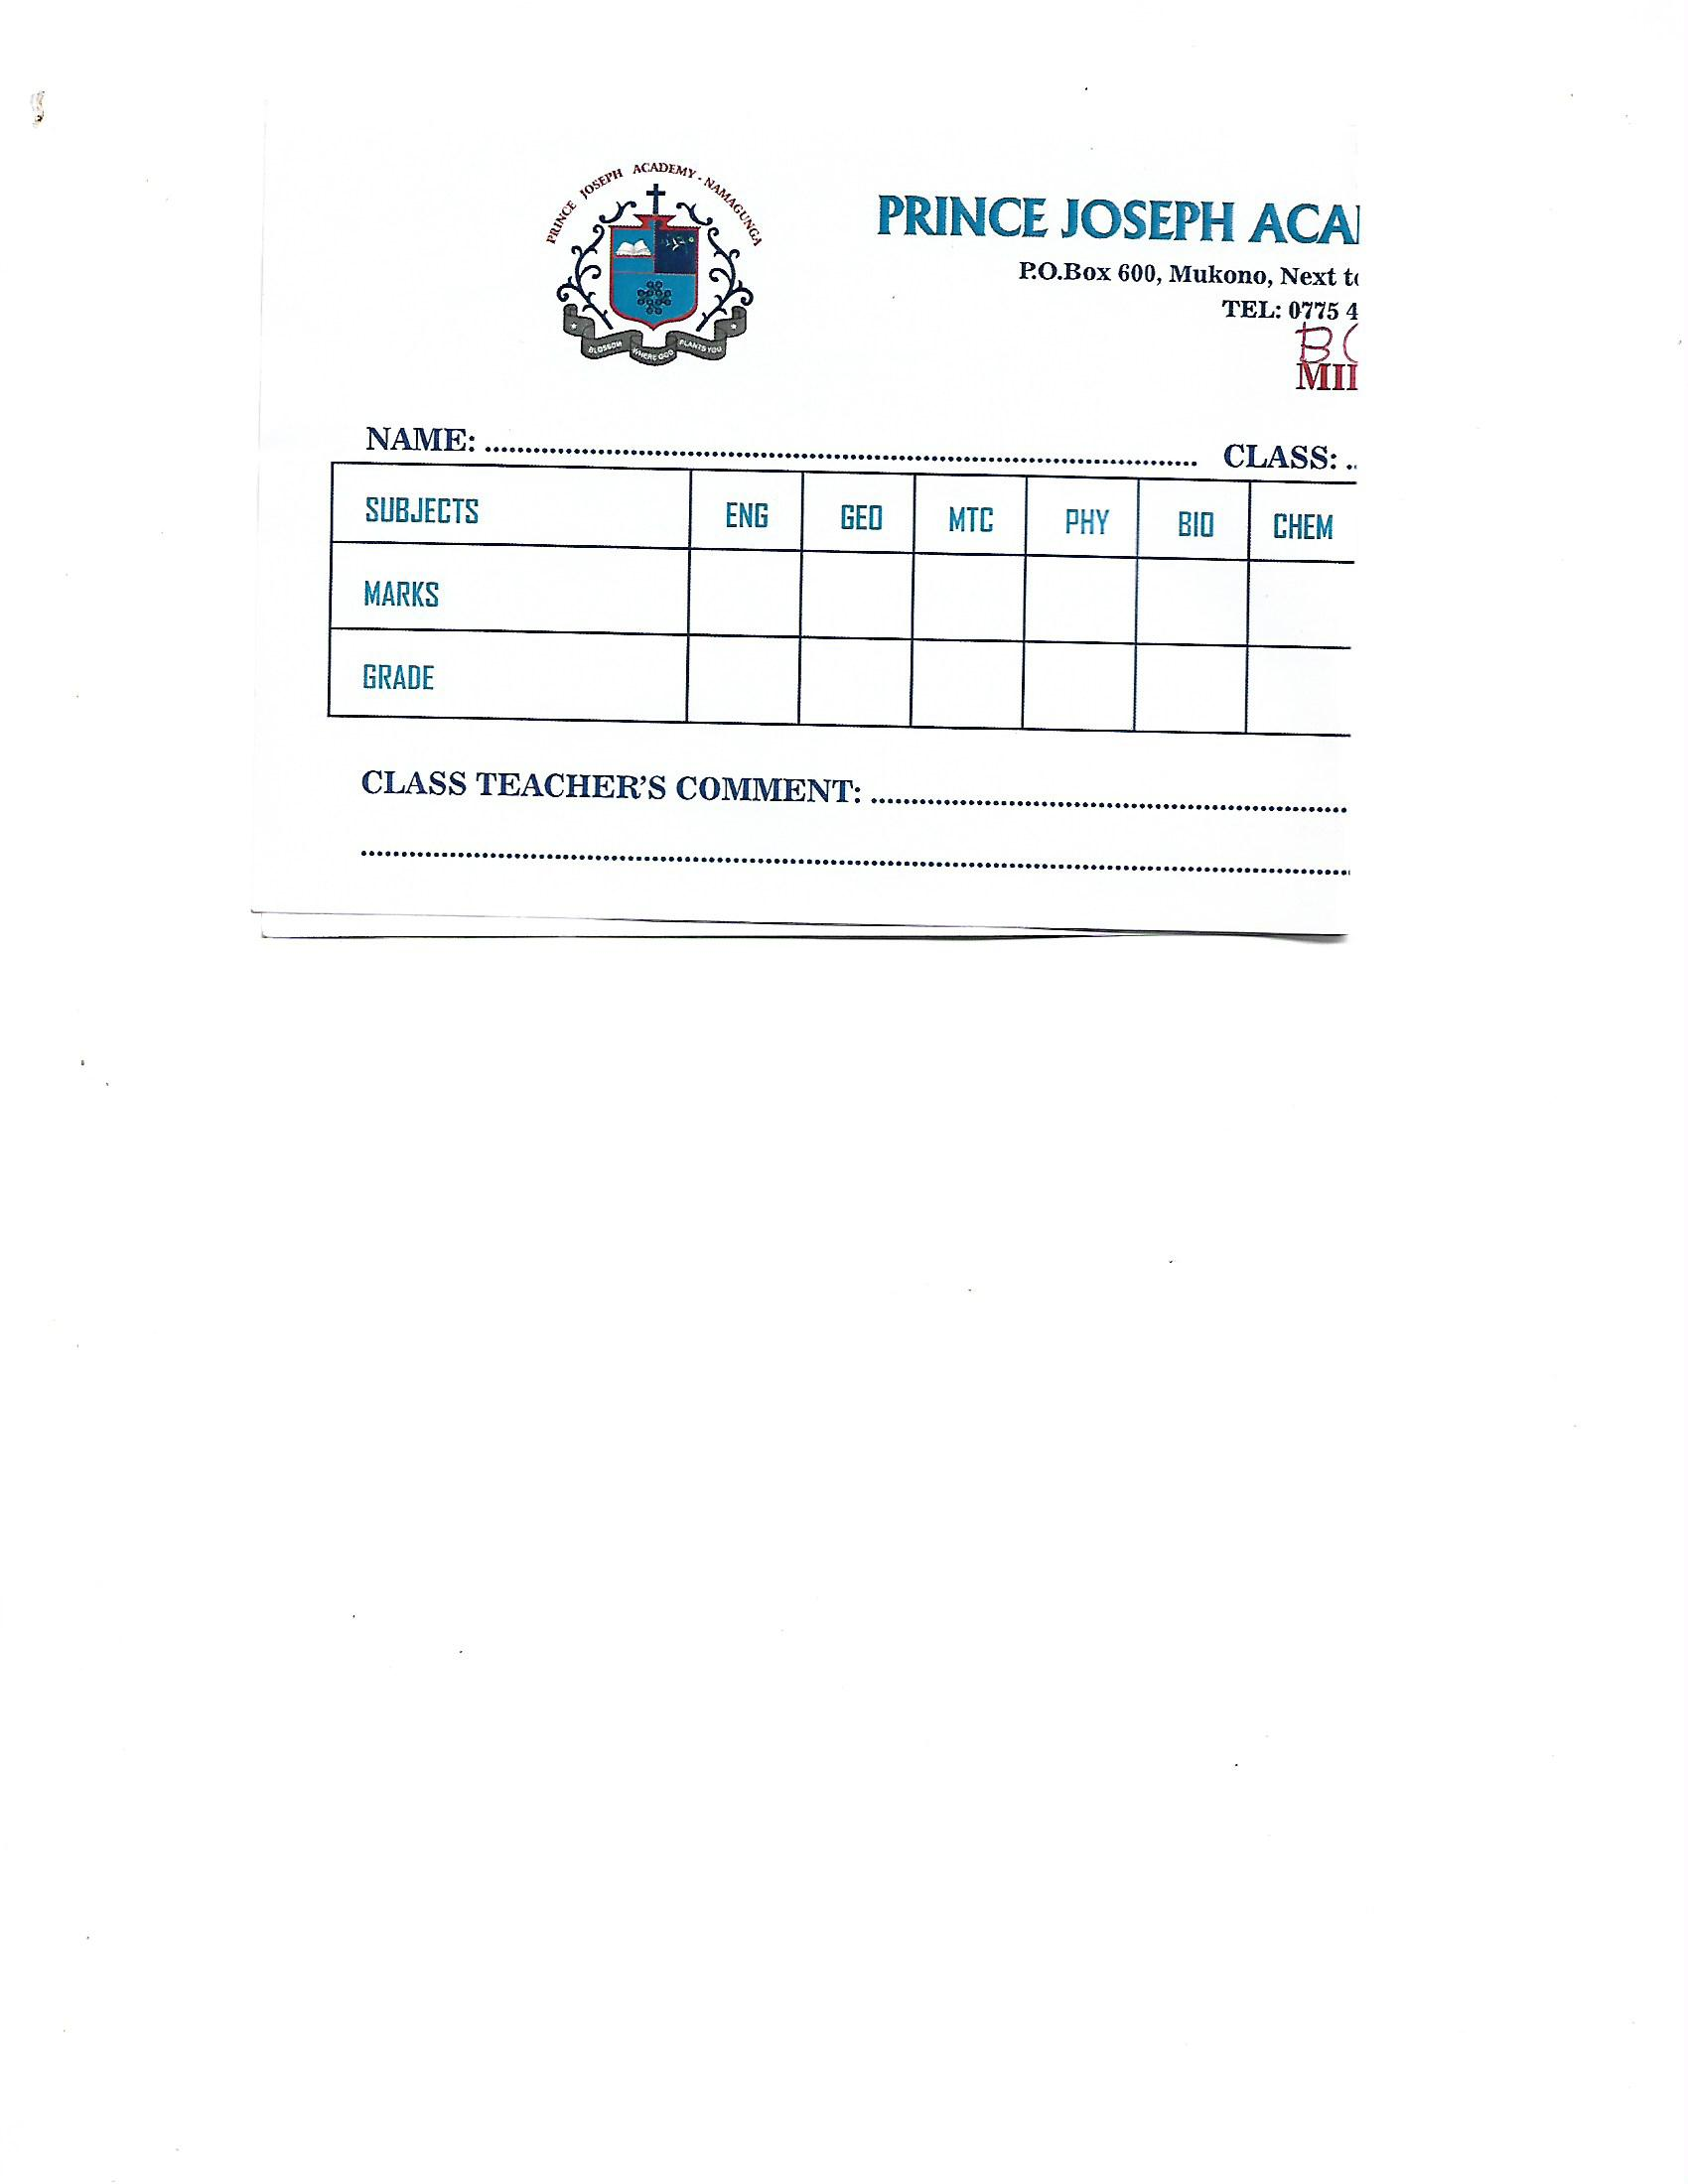 PRINCE JOSEPH ACADEMY - NAMAGUNGA
BLOSSOM WHERE GOD PLANTS YOU
PRINCE JOSEPH ACA
P.O.Box 600, Mukono, Next t
TEL: 0775 4
B
MI
NAME: ........................................ CLASS: ..
SUBJECTS ENG GEO MTC PHY BIO CHEM
MARKS
GRADE
CLASS TEACHER'S COMMENT: ........................................